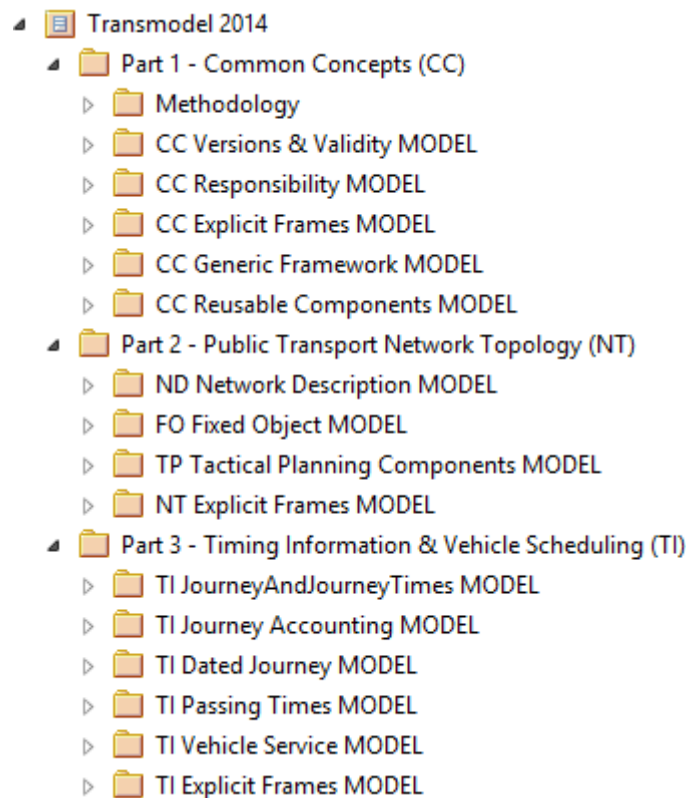 Transmodel 2014
Part 1 - Common Concepts (CC)
Methodology
CC Versions & Validity MODEL
CC Responsibility MODEL
CC Explicit Frames MODEL
CC Generic Framework MODEL
CC Reusable Components MODEL
Part 2 - Public Transport Network Topology (NT)
ND Network Description MODEL
FO Fixed Object MODEL
TP Tactical Planning Components MODEL
NT Explicit Frames MODEL
Part 3 - Timing Information & Vehicle Scheduling (TI)
TI JourneyAndJourneyTimes MODEL
TI Journey Accounting MODEL
TI Dated Journey MODEL
TI Passing Times MODEL
TI Vehicle Service MODEL
TI Explicit Frames MODEL